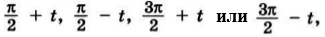 π/2 + t, π/2 − t, 3π/2 + t или 3π/2 − t,